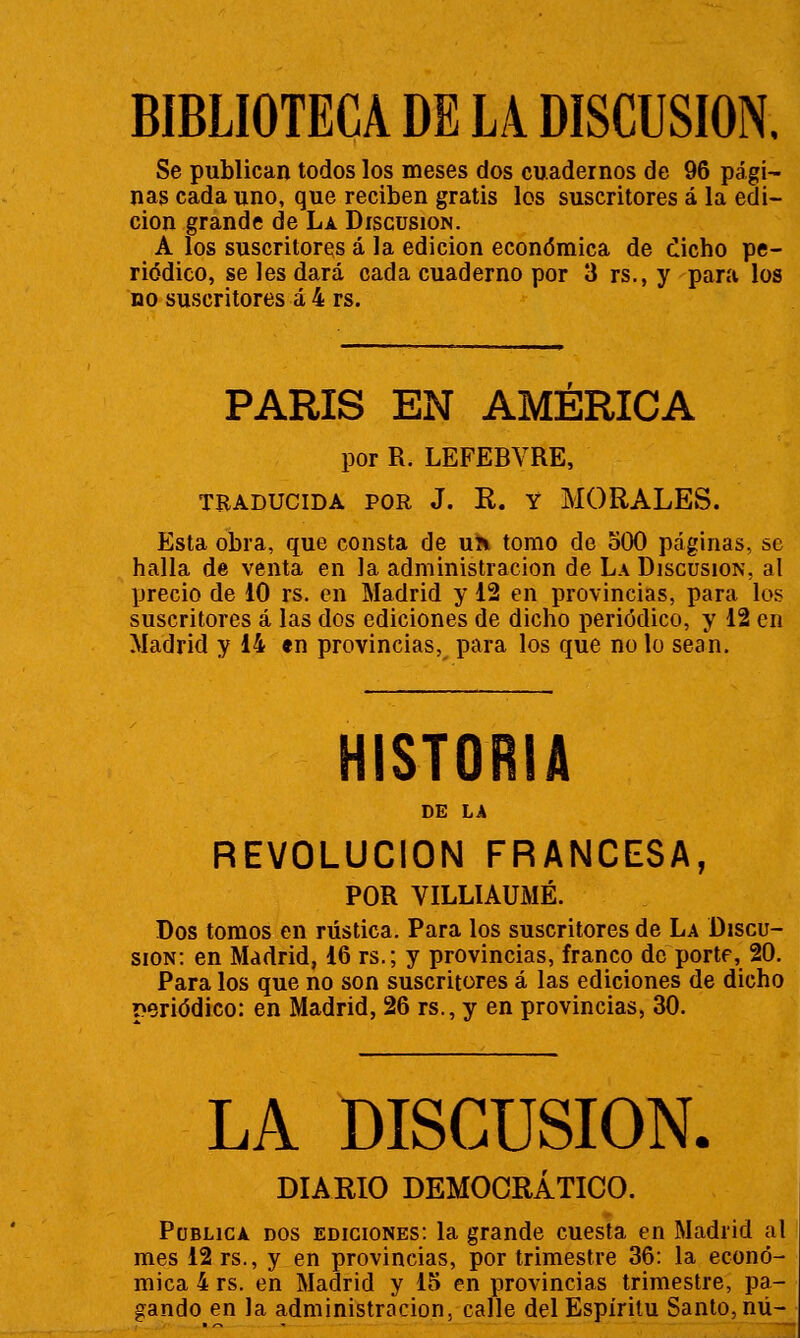 BIBLIOTECA DE LA DISCUSION.
Se publican todos los meses dos cuadernos de 96 pági-
nas cada uno, que reciben gratis los suscritores á la edi-
cion grande de La Discusion.
A los suscritores á la edicion económica de dicho pe-
riódico, se les dará cada cuaderno por 3 rs., y para los
no suscritores á 4 rs.
PARIS EN AMÉRICA
por R. LEFEBVRE,
TRADUCIDA POR J. R. Y MORALES.
Esta obra, que consta de un tomo de 500 páginas, se
halla de venta en la administracion de La Discusion, al
precio de 10 rs. en Madrid y 12 en provincias, para los
suscritores á las dos ediciones de dicho periódico, y 12 en
Madrid y 14 en provincias, para los que no lo sean.
HISTORIA
DE LA
REVOLUCION FRANCESA,
POR VILLIAUMÉ.
Dos tomos en rústica. Para los suscritores de La Discu-
sion: en Madrid, 16 rs.; y provincias, franco de porte, 20.
Para los que no son suscritores á las ediciones de dicho
periódico: en Madrid, 26 rs., y en provincias, 30.
LA DISCUSION.
DIARIO DEMOCRÁTICO.
Publica dos ediciones: la grande cuesta en Madrid al
mes 12 rs., y en provincias, por trimestre 36: la econó-
mica 4 rs. en Madrid y 15 en provincias trimestre, pa-
gando en la administracion, calle del Espíritu Santo, nú-